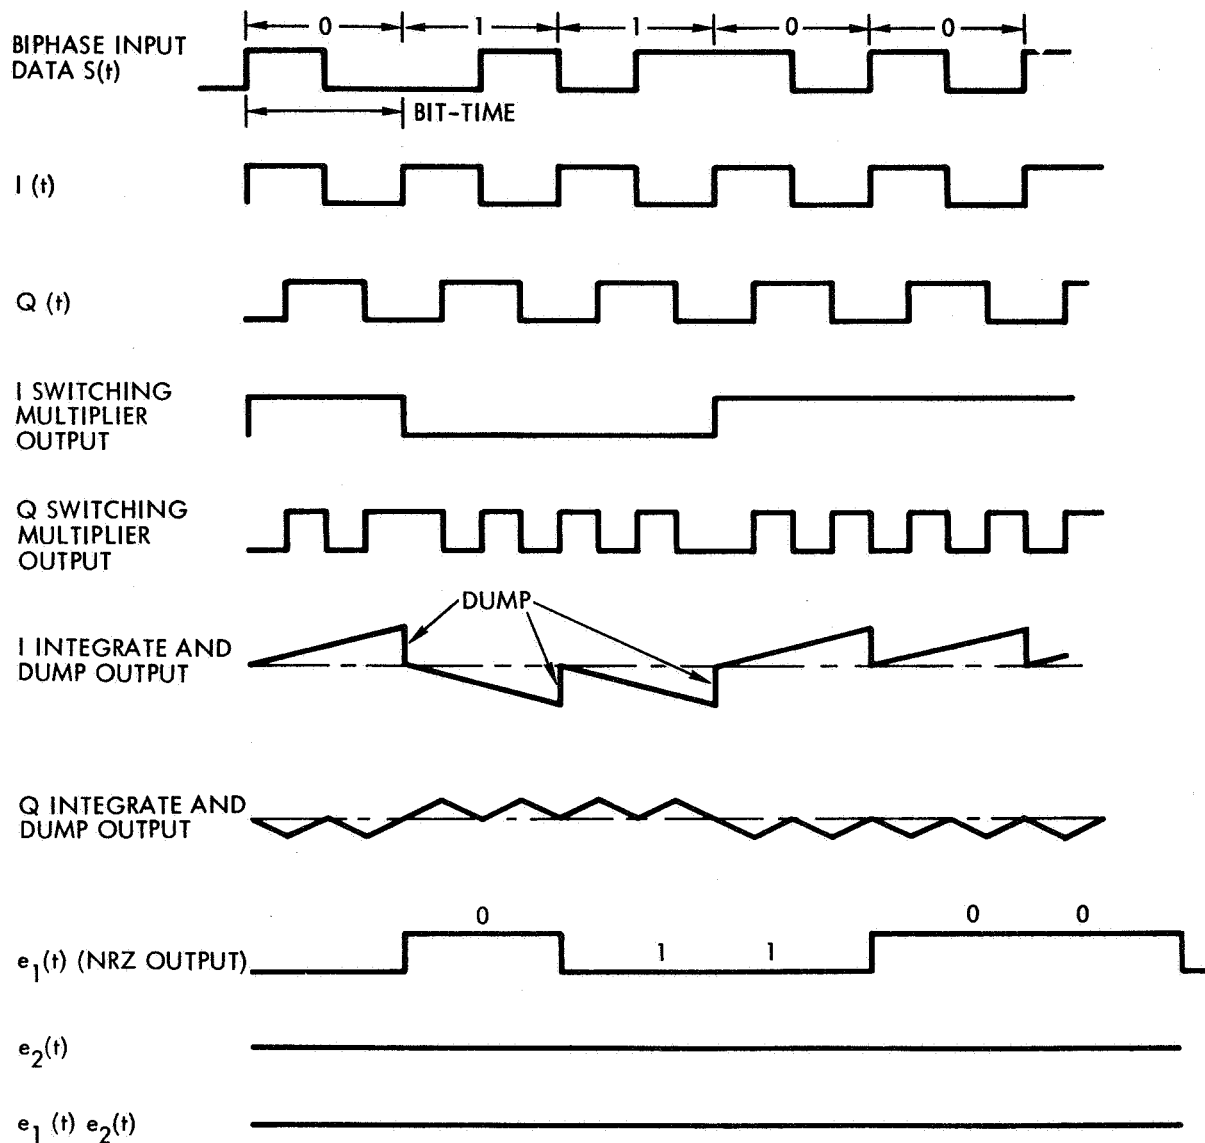 0 1 1 0 0
BIPHASE INPUT
DATA S(t)
BIT-TIME
I (t)
Q (t)
I SWITCHING
MULTIPLIER
OUTPUT
Q SWITCHING
MULTIPLIER
OUTPUT
DUMP
I INTEGRATE AND
DUMP OUTPUT
Q INTEGRATE AND
DUMP OUTPUT
0 0 0
1 1
e1(t) (NRZ OUTPUT)
e2(t)
e1 (t) e2(t)